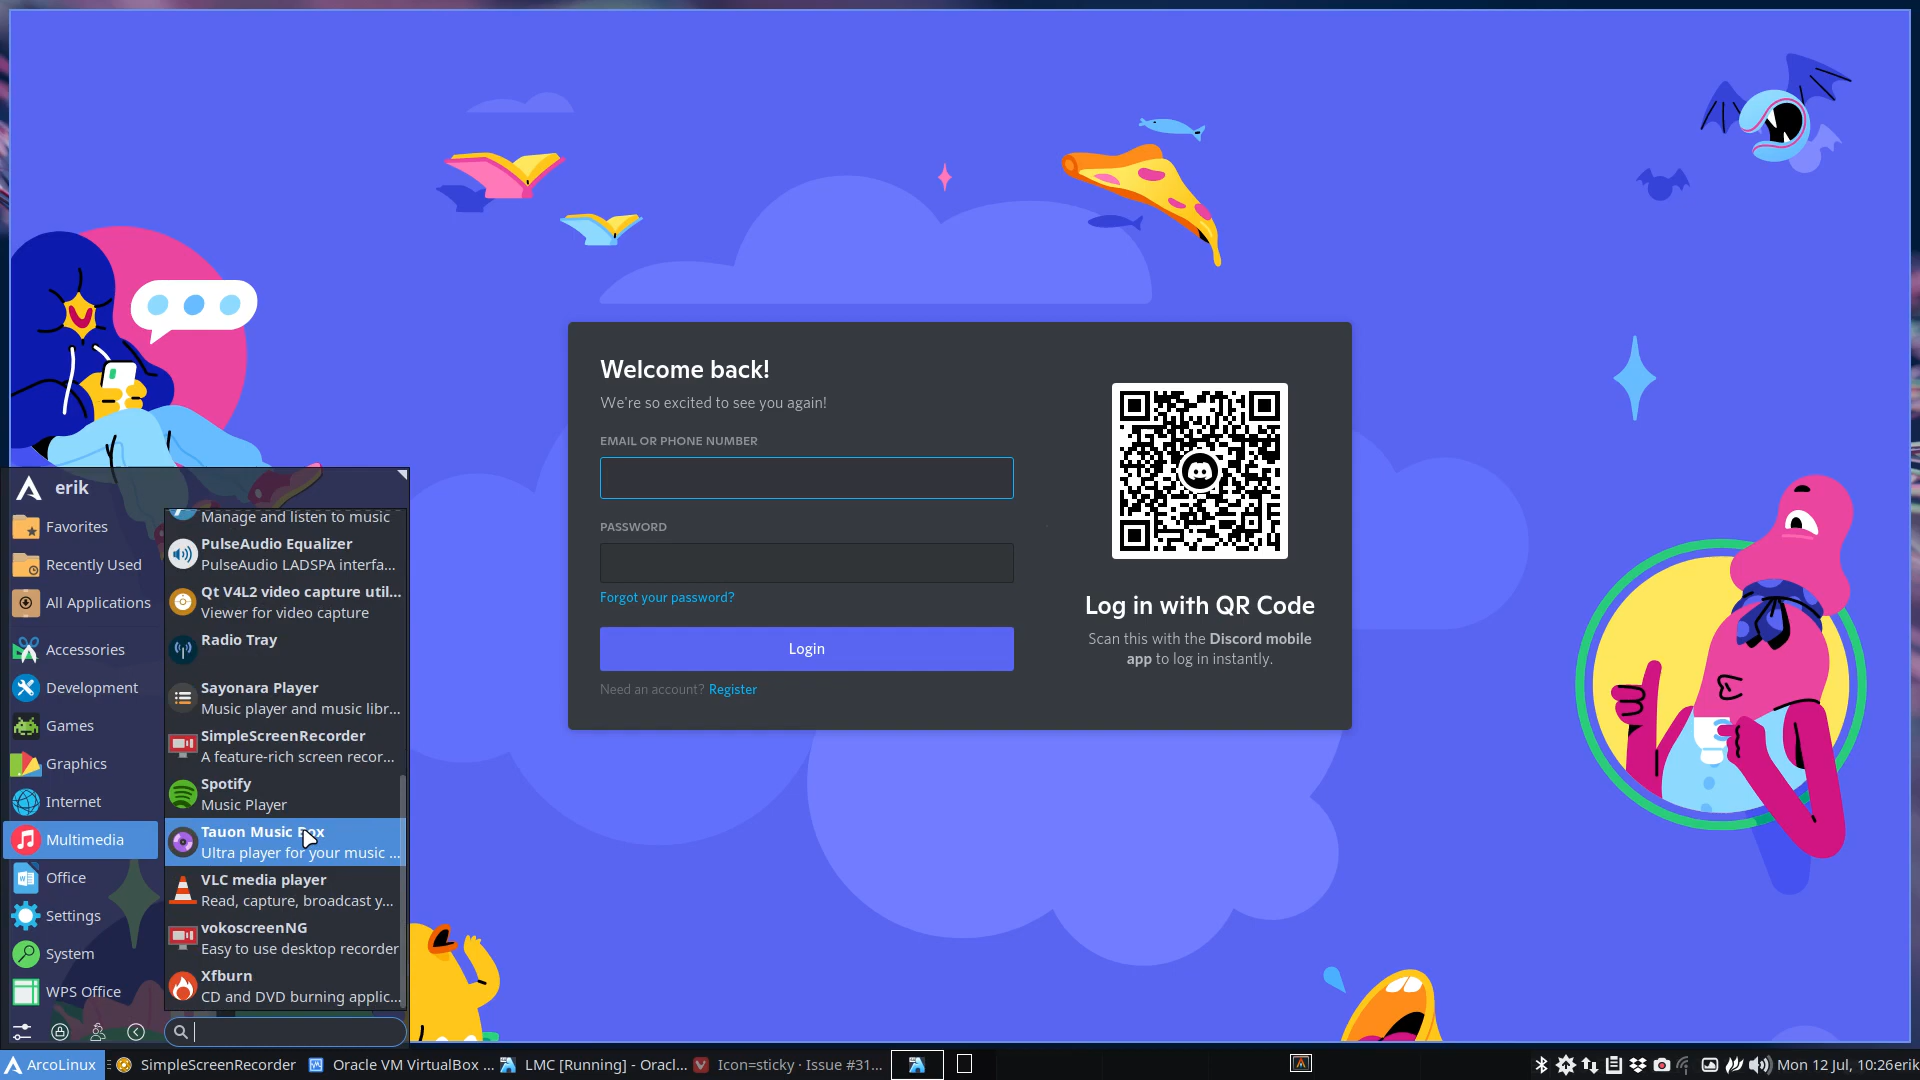 Welcome back!
We're so excited to see you again!
EMAIL OR PHONE NUMBER
PASSWORD
Forgot your password?
Login
Need an account? Register
Log in with QR Code
Scan this with the Discord mobile
app to log in instantly.
erik
Favorites
Recently Used
All Applications
Accessories
Development
Games
Graphics
Internet
Multimedia
Office
Settings
System
WPS Office
Manage and listen to music
PulseAudio Equalizer
PulseAudio LADSPA interfa...
Qt V4L2 video capture util...
Viewer for video capture
Radio Tray
Sayonara Player
Music player and music libr...
SimpleScreenRecorder
A feature-rich screen recor...
Spotify
Music Player
Tauon Music Box
Ultra player for your music ...
VLC media player
Read, capture, broadcast y...
vokoscreenNG
Easy to use desktop recorder
Xfburn
CD and DVD burning applic...
ArcoLinux
SimpleScreenRecorder
Oracle VM VirtualBox ...
LMC [Running] - Oracl...
Icon=sticky · Issue #31...
Mon 12 Jul, 10:26
erik